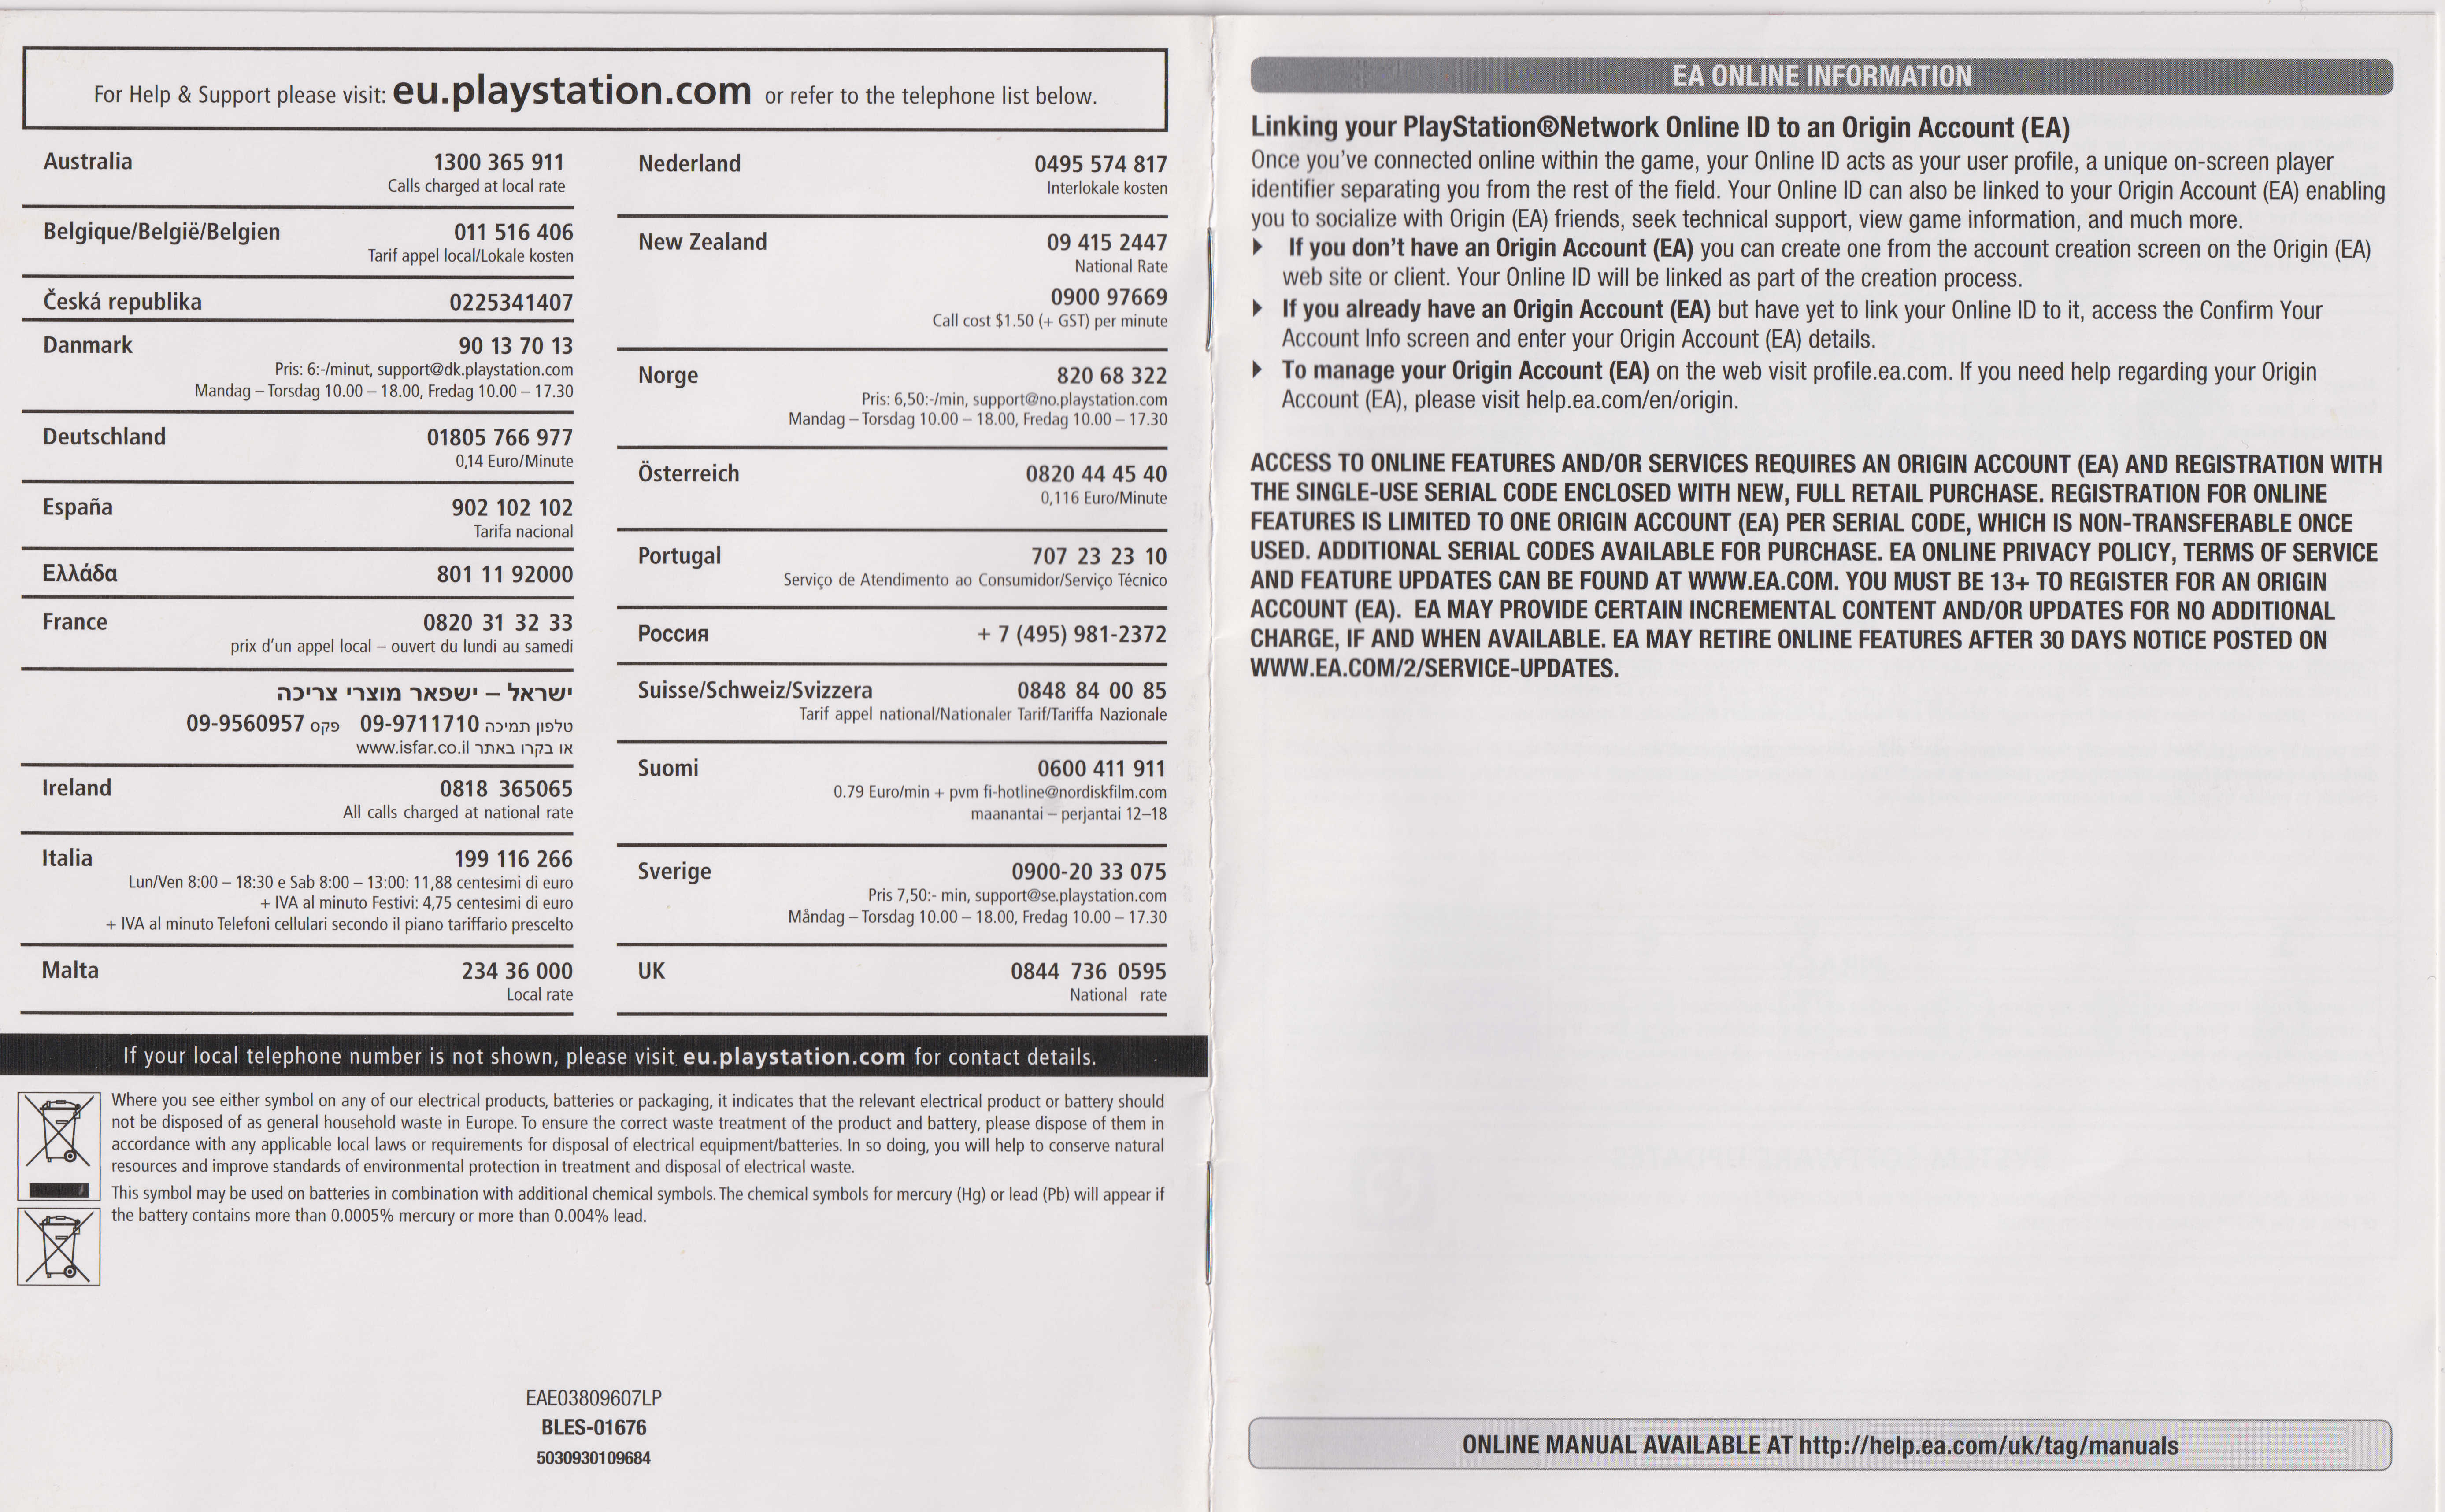 For Help & Support please visit: eu.playstation.com or refer to the telephone list below.
Australia 1300 365 911
Calls charged at local rate
Belgique/België/Belgien 011 516 406
Tarif appel local/Lokale kosten
Česká republika 0225341407
Danmark 90 13 70 13
Pris: 6:-/minut, support@dk.playstation.com
Mandag – Torsdag 10.00 – 18.00, Fredag 10.00 – 17.30
Deutschland 01805 766 977
0,14 Euro/Minute
España 902 102 102
Tarifa nacional
Ελλάδα 801 11 92000
France 0820 31 32 33
prix d'un appel local – ouvert du lundi au samedi
ישראל – ישפאר מוצרי צריכה
טלפון תמיכה 09-9711710 פקס 09-9560957
או בקרו באתר www.isfar.co.il
Ireland 0818 365065
All calls charged at national rate
Italia 199 116 266
Lun/Ven 8:00 – 18:30 e Sab 8:00 – 13:00: 11,88 centesimi di euro
+ IVA al minuto Festivi: 4,75 centesimi di euro
+ IVA al minuto Telefoni cellulari secondo il piano tariffario prescelto
Malta 234 36 000
Local rate
Nederland 0495 574 817
Interlokale kosten
New Zealand 09 415 2447
National Rate
0900 97669
Call cost $1.50 (+ GST) per minute
Norge 820 68 322
Pris: 6,50:-/min, support@no.playstation.com
Mandag – Torsdag 10.00 – 18.00, Fredag 10.00 – 17.30
Österreich 0820 44 45 40
0,116 Euro/Minute
Portugal 707 23 23 10
Serviço de Atendimento ao Consumidor/Serviço Técnico
Россия + 7 (495) 981-2372
Suisse/Schweiz/Svizzera 0848 84 00 85
Tarif appel national/Nationaler Tarif/Tariffa Nazionale
Suomi 0600 411 911
0.79 Euro/min + pvm fi-hotline@nordiskfilm.com
maanantai – perjantai 12–18
Sverige 0900-20 33 075
Pris 7,50:- min, support@se.playstation.com
Måndag – Torsdag 10.00 – 18.00, Fredag 10.00 – 17.30
UK 0844 736 0595
National rate
If your local telephone number is not shown, please visit eu.playstation.com for contact details.
Where you see either symbol on any of our electrical products, batteries or packaging, it indicates that the relevant electrical product or battery should
not be disposed of as general household waste in Europe. To ensure the correct waste treatment of the product and battery, please dispose of them in
accordance with any applicable local laws or requirements for disposal of electrical equipment/batteries. In so doing, you will help to conserve natural
resources and improve standards of environmental protection in treatment and disposal of electrical waste.
This symbol may be used on batteries in combination with additional chemical symbols. The chemical symbols for mercury (Hg) or lead (Pb) will appear if
the battery contains more than 0.0005% mercury or more than 0.004% lead.
EAE03809607LP
BLES-01676
5030930109684
EA ONLINE INFORMATION
Linking your PlayStation®Network Online ID to an Origin Account (EA)
Once you've connected online within the game, your Online ID acts as your user profile, a unique on-screen player
identifier separating you from the rest of the field. Your Online ID can also be linked to your Origin Account (EA) enabling
you to socialize with Origin (EA) friends, seek technical support, view game information, and much more.
If you don't have an Origin Account (EA) you can create one from the account creation screen on the Origin (EA)
web site or client. Your Online ID will be linked as part of the creation process.
If you already have an Origin Account (EA) but have yet to link your Online ID to it, access the Confirm Your
Account Info screen and enter your Origin Account (EA) details.
To manage your Origin Account (EA) on the web visit profile.ea.com. If you need help regarding your Origin
Account (EA), please visit help.ea.com/en/origin.
ACCESS TO ONLINE FEATURES AND/OR SERVICES REQUIRES AN ORIGIN ACCOUNT (EA) AND REGISTRATION WITH
THE SINGLE-USE SERIAL CODE ENCLOSED WITH NEW, FULL RETAIL PURCHASE. REGISTRATION FOR ONLINE
FEATURES IS LIMITED TO ONE ORIGIN ACCOUNT (EA) PER SERIAL CODE, WHICH IS NON-TRANSFERABLE ONCE
USED. ADDITIONAL SERIAL CODES AVAILABLE FOR PURCHASE. EA ONLINE PRIVACY POLICY, TERMS OF SERVICE
AND FEATURE UPDATES CAN BE FOUND AT WWW.EA.COM. YOU MUST BE 13+ TO REGISTER FOR AN ORIGIN
ACCOUNT (EA). EA MAY PROVIDE CERTAIN INCREMENTAL CONTENT AND/OR UPDATES FOR NO ADDITIONAL
CHARGE, IF AND WHEN AVAILABLE. EA MAY RETIRE ONLINE FEATURES AFTER 30 DAYS NOTICE POSTED ON
WWW.EA.COM/2/SERVICE-UPDATES.
ONLINE MANUAL AVAILABLE AT http://help.ea.com/uk/tag/manuals